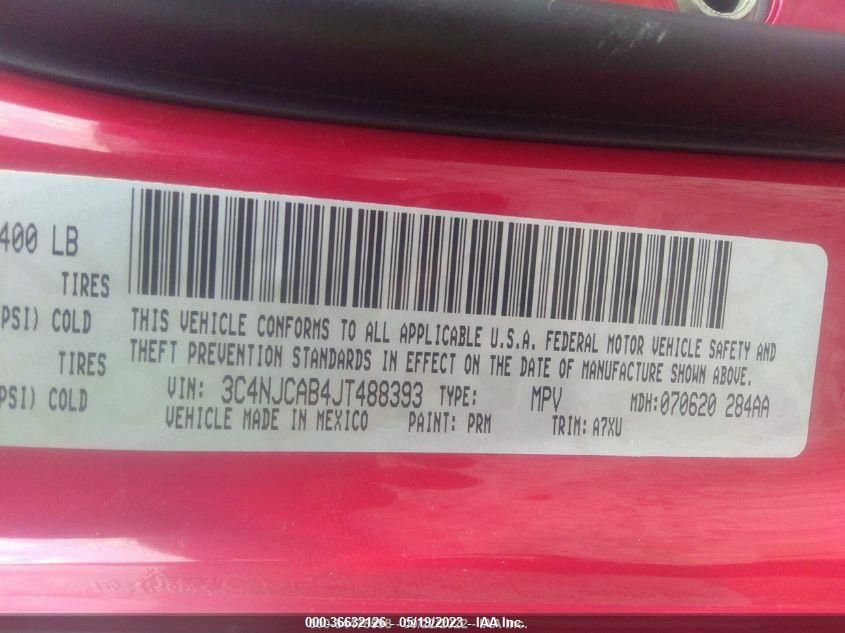 400 LB
TIRES
PSI) COLD
TIRES
PSI) COLD
THIS VEHICLE CONFORMS TO ALL APPLICABLE U.S.A. FEDERAL MOTOR VEHICLE SAFETY AND
THEFT PREVENTION STANDARDS IN EFFECT ON THE DATE OF MANUFACTURE SHOWN ABOVE.
VIN: 3C4NJCAB4JT488393 TYPE: MPV MDH:070620 284AA
VEHICLE MADE IN MEXICO PAINT: PRM TRIM: A7XU
000-36632126 - 05/19/2023 - IAA Inc.